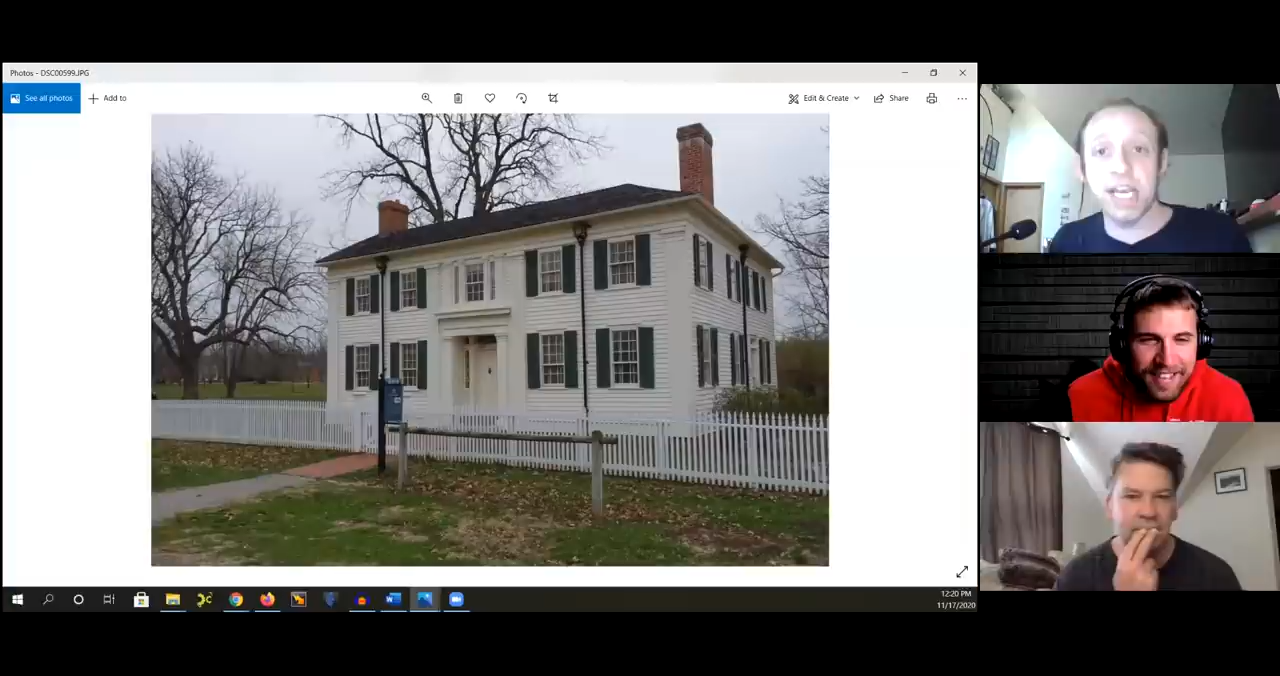 Photos - DSC00599.JPG
See all photos
Add to
Edit & Create
Share
12:20 PM
11/17/2020